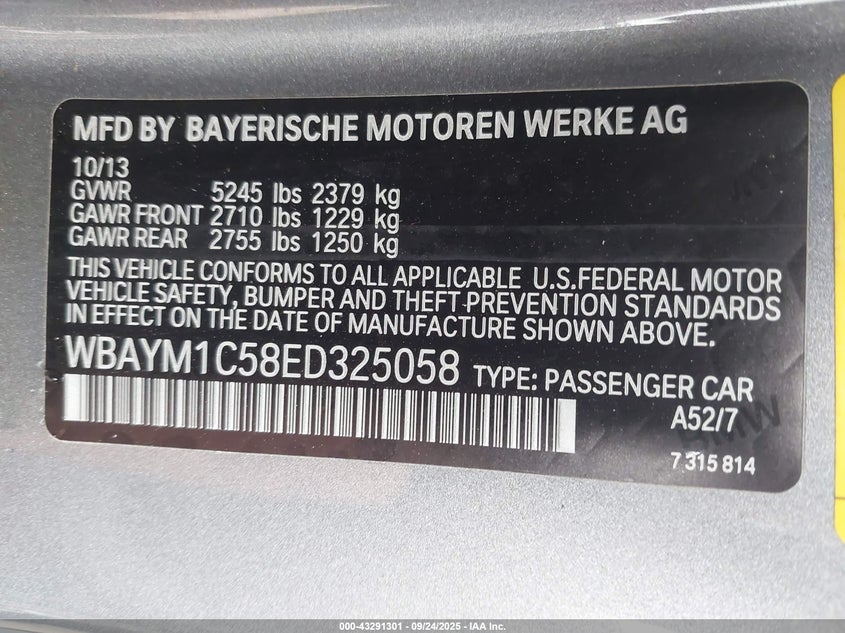 MFD BY BAYERISCHE MOTOREN WERKE AG
10/13
GVWR 5245 lbs 2379 kg
GAWR FRONT 2710 lbs 1229 kg
GAWR REAR 2755 lbs 1250 kg
THIS VEHICLE CONFORMS TO ALL APPLICABLE U.S.FEDERAL MOTOR
VEHICLE SAFETY, BUMPER AND THEFT PREVENTION STANDARDS
IN EFFECT ON THE DATE OF MANUFACTURE SHOWN ABOVE.
WBAYM1C58ED325058 TYPE: PASSENGER CAR
A52/7
BMW
7 315 814
000-43291301 - 09/24/2025 - IAA Inc.